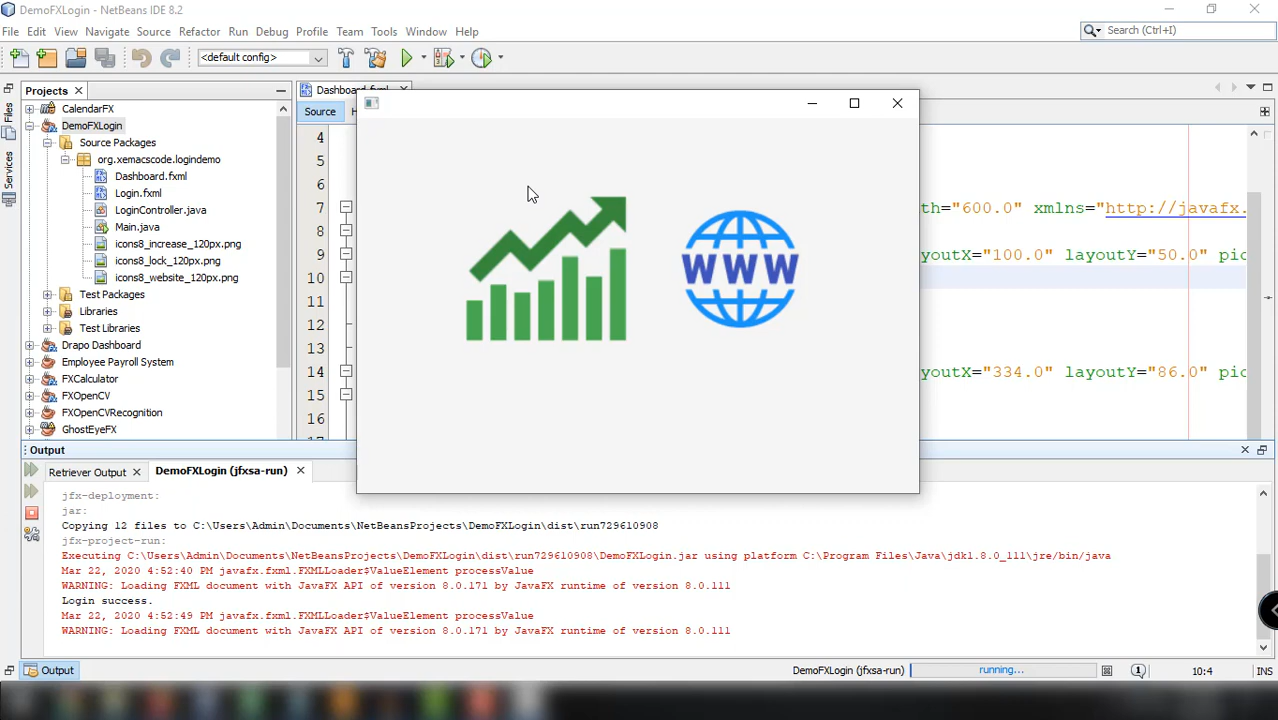 DemoFXLogin - NetBeans IDE 8.2
File Edit View Navigate Source Refactor Run Debug Profile Team Tools Window Help
Search (Ctrl+I)
<default config>
Files
Services
Projects
CalendarFX
DemoFXLogin
Source Packages
org.xemacscode.logindemo
Dashboard.fxml
Login.fxml
LoginController.java
Main.java
icons8_increase_120px.png
icons8_lock_120px.png
icons8_website_120px.png
Test Packages
Libraries
Test Libraries
Drapo Dashboard
Employee Payroll System
FXCalculator
FXOpenCV
FXOpenCVRecognition
GhostEyeFX
Dashboard.fxml
Source
4
5
6
7 th="600.0" xmlns="http://javafx.
8
9 youtX="100.0" layoutY="50.0" pic
10
11
12
13
14 youtX="334.0" layoutY="86.0" pic
15
16
WWW
Output
Retriever Output DemoFXLogin (jfxsa-run)
jfx-deployment:
jar:
Copying 12 files to C:\Users\Admin\Documents\NetBeansProjects\DemoFXLogin\dist\run729610908
jfx-project-run:
Executing C:\Users\Admin\Documents\NetBeansProjects\DemoFXLogin\dist\run729610908\DemoFXLogin.jar using platform C:\Program Files\Java\jdk1.8.0_111\jre/bin/java
Mar 22, 2020 4:52:40 PM javafx.fxml.FXMLLoader$ValueElement processValue
WARNING: Loading FXML document with JavaFX API of version 8.0.171 by JavaFX runtime of version 8.0.111
Login success.
Mar 22, 2020 4:52:49 PM javafx.fxml.FXMLLoader$ValueElement processValue
WARNING: Loading FXML document with JavaFX API of version 8.0.171 by JavaFX runtime of version 8.0.111
Output
DemoFXLogin (jfxsa-run) running... 1 10:4 INS